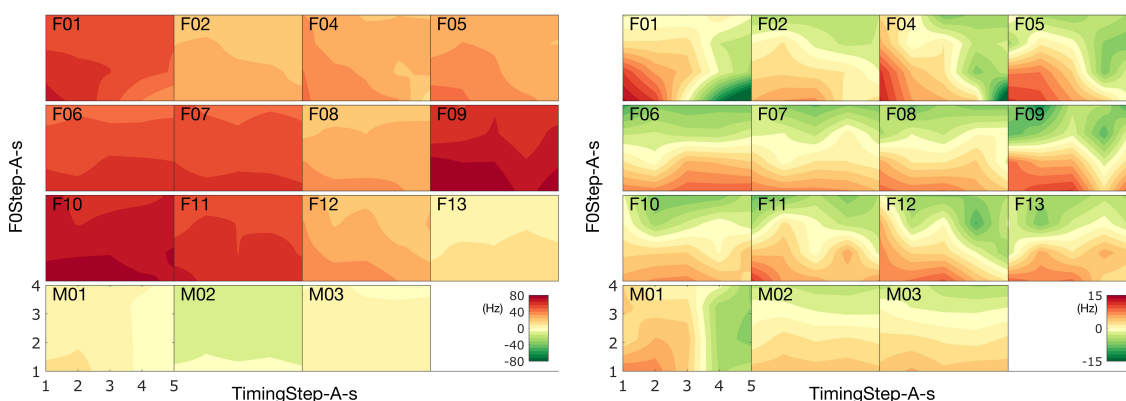 F01 F02 F04 F05
F06 F07 F08 F09
F10 F11 F12 F13
M01 M02 M03
F0Step-A-s
4
3
2
1
1 2 3 4 5
TimingStep-A-s
(Hz)
80
40
0
-40
-80
F01 F02 F04 F05
F06 F07 F08 F09
F10 F11 F12 F13
M01 M02 M03
F0Step-A-s
4
3
2
1
1 2 3 4 5
TimingStep-A-s
(Hz)
15
0
-15